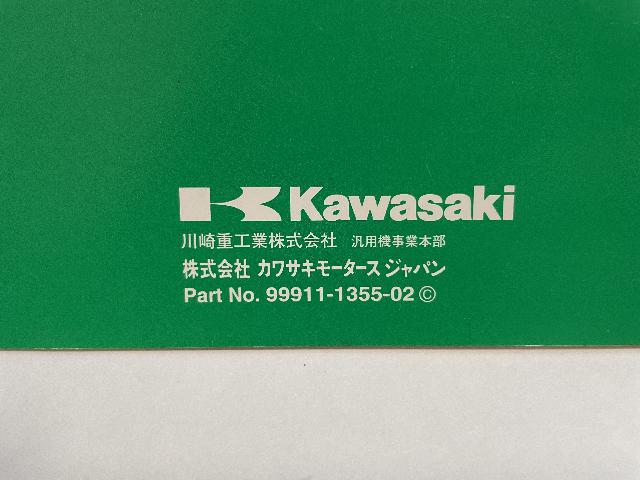 Kawasaki
川崎重工業株式会社 汎用機事業本部
株式会社 カワサキモータース ジャパン
Part No. 99911-1355-02 ©